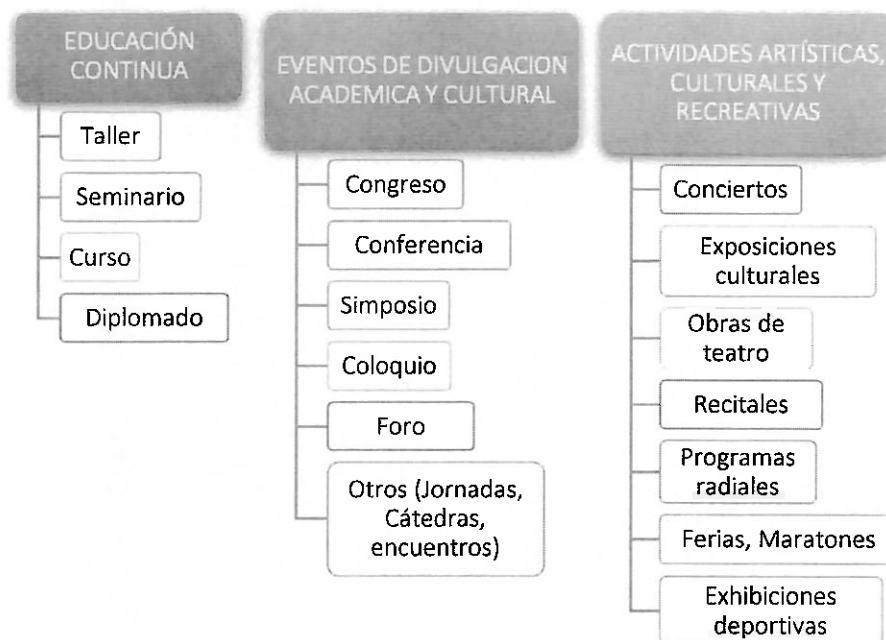 EDUCACIÓN
CONTINUA
Taller
Seminario
Curso
Diplomado
EVENTOS DE DIVULGACION
ACADEMICA Y CULTURAL
Congreso
Conferencia
Simposio
Coloquio
Foro
Otros (Jornadas,
Cátedras,
encuentros)
ACTIVIDADES ARTÍSTICAS,
CULTURALES Y
RECREATIVAS
Conciertos
Exposiciones
culturales
Obras de
teatro
Recitales
Programas
radiales
Ferias, Maratones
Exhibiciones
deportivas